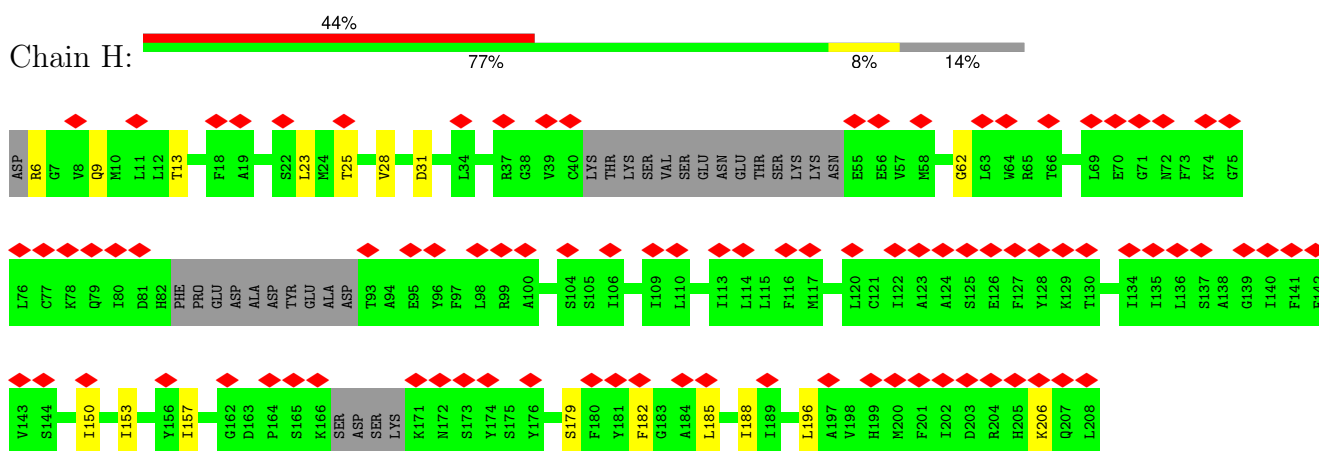 44%
Chain H:
77% 8% 14%
ASP R6 G7 V8 Q9 M10 L11 L12 T13 F18 A19 S22 L23 M24 T25 V28 D31 L34 R37 G38 V39 C40 LYS THR LYS SER VAL SER GLU ASN GLU THR SER LYS LYS ASN E55 E56 V57 M58 G62 L63 W64 R65 T66 L69 E70 G71 N72 F73 K74 G75
L76 C77 K78 Q79 I80 D81 H82 PHE PRO GLU ASP ALA ASP TYR GLU ALA ASP T93 A94 E95 Y96 F97 L98 R99 A100 S104 S105 I106 I109 L110 I113 L114 L115 F116 M117 L120 C121 I122 A123 A124 S125 E126 F127 Y128 K129 T130 I134 I135 L136 S137 A138 G139 I140 F141
V143 S144 I150 I153 Y156 I157 G162 D163 P164 S165 K166 SER ASP SER LYS K171 N172 S173 Y174 S175 Y176 S179 F180 Y181 F182 G183 A184 L185 I188 I189 L196 A197 V198 H199 M200 F201 I202 D203 R204 H205 K206 Q207 L208